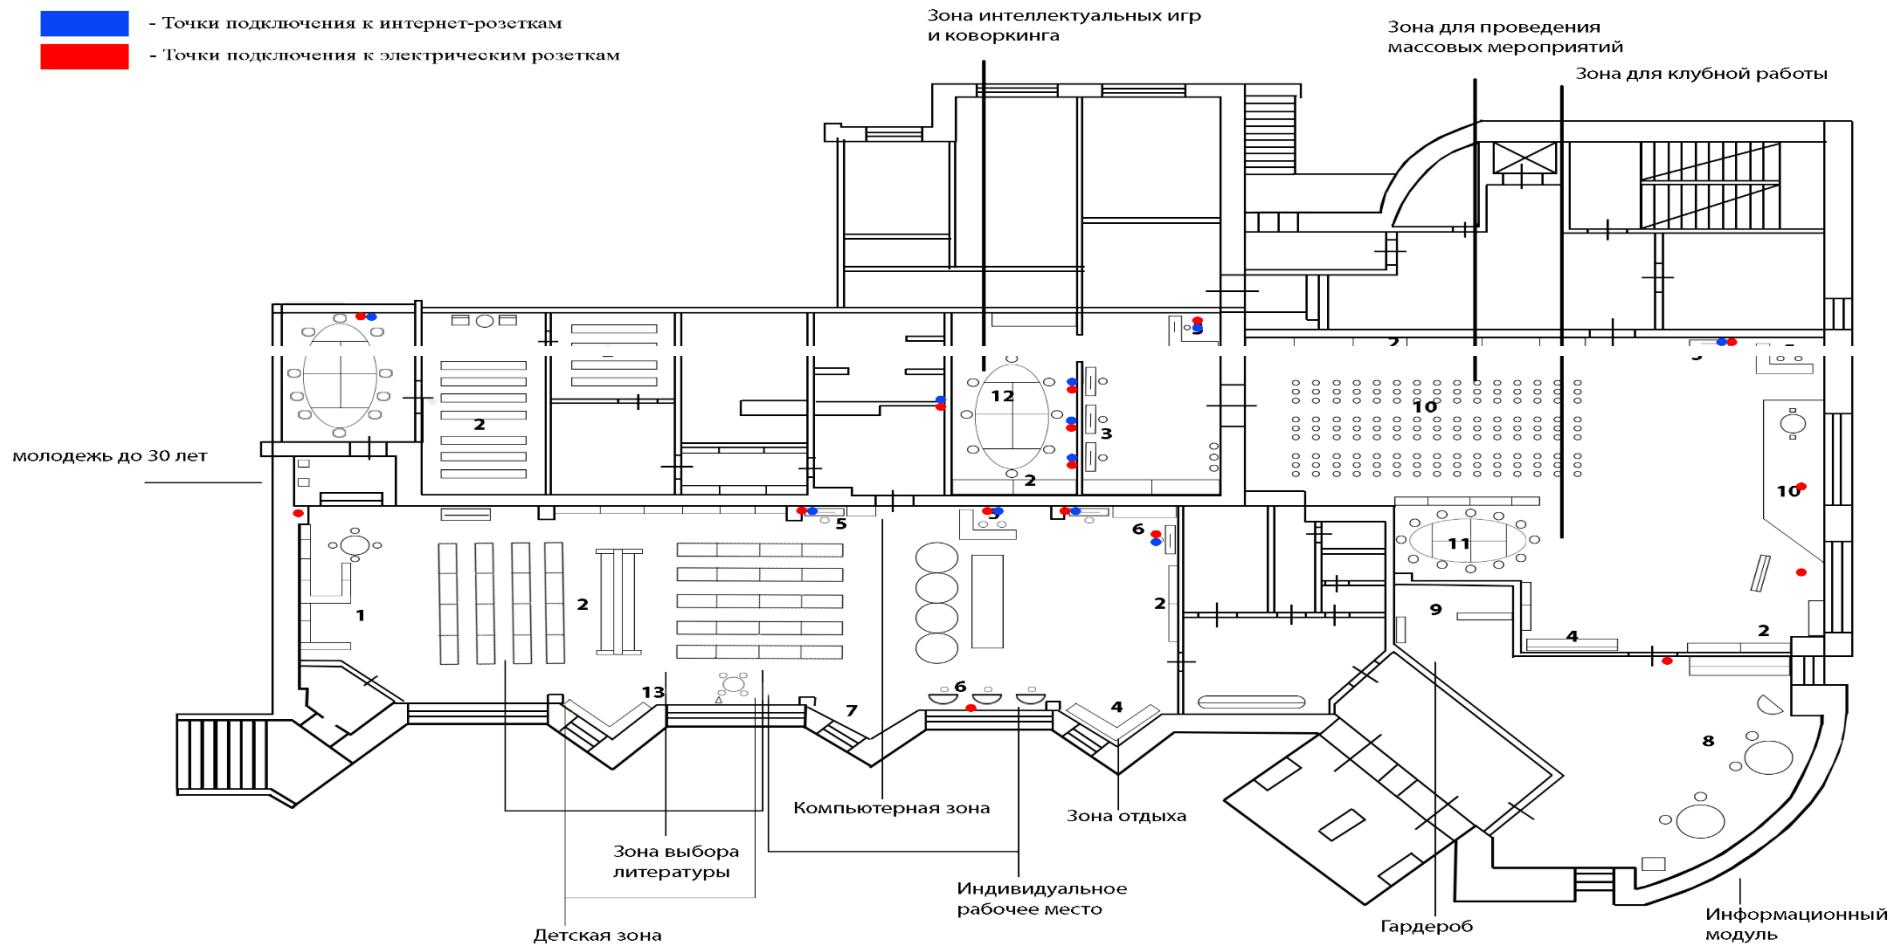 - Точки подключения к интернет-розеткам
- Точки подключения к электрическим розеткам
Зона интеллектуальных игр
и коворкинга
Зона для проведения
массовых мероприятий
Зона для клубной работы
молодежь до 30 лет
2
12
3
2
10
10
5
6
11
1
2
2
9
4
2
13
6
7
4
8
Компьютерная зона
Зона отдыха
Зона выбора
литературы
Индивидуальное
рабочее место
Детская зона
Гардероб
Информационный
модуль